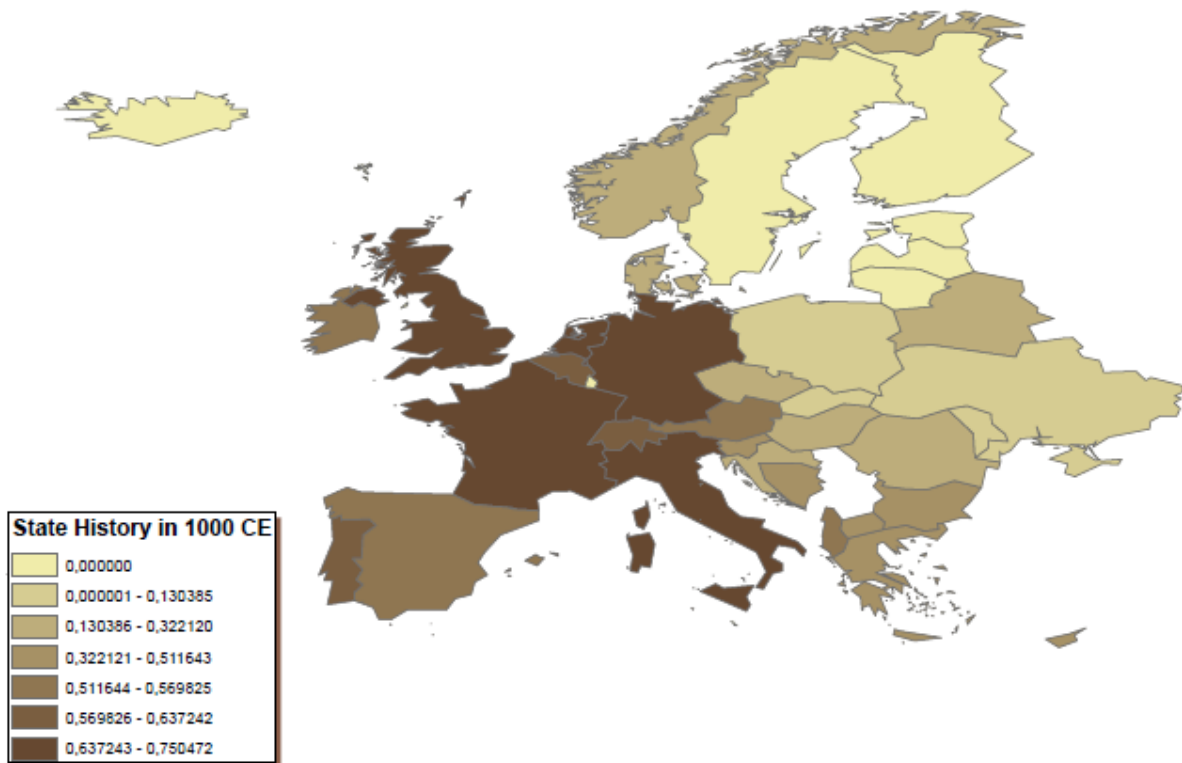 State History in 1000 CE
0,000000
0,000001 - 0,130385
0,130386 - 0,322120
0,322121 - 0,511643
0,511644 - 0,569825
0,569826 - 0,637242
0,637243 - 0,750472